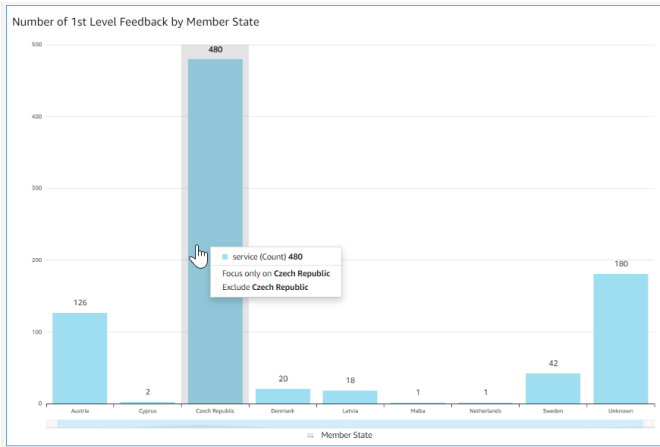 Number of 1st Level Feedback by Member State
500
480
400
300
service (Count) 480
Focus only on Czech Republic
Exclude Czech Republic
200
180
126
100
42
20
18
2
1
1
0
Austria Cyprus Czech Republic Denmark Latvia Malta Netherlands Sweden Unknown
Member State